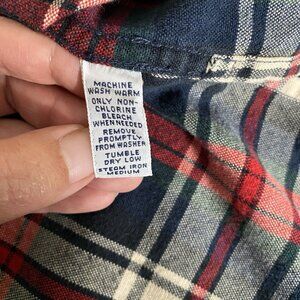 MACHINE
WASH WARM
ONLY NON-
CHLORINE
BLEACH
WHEN NEEDED
REMOVE
PROMPTLY
FROM WASHER
TUMBLE
DRY LOW
STEAM IRON
MEDIUM